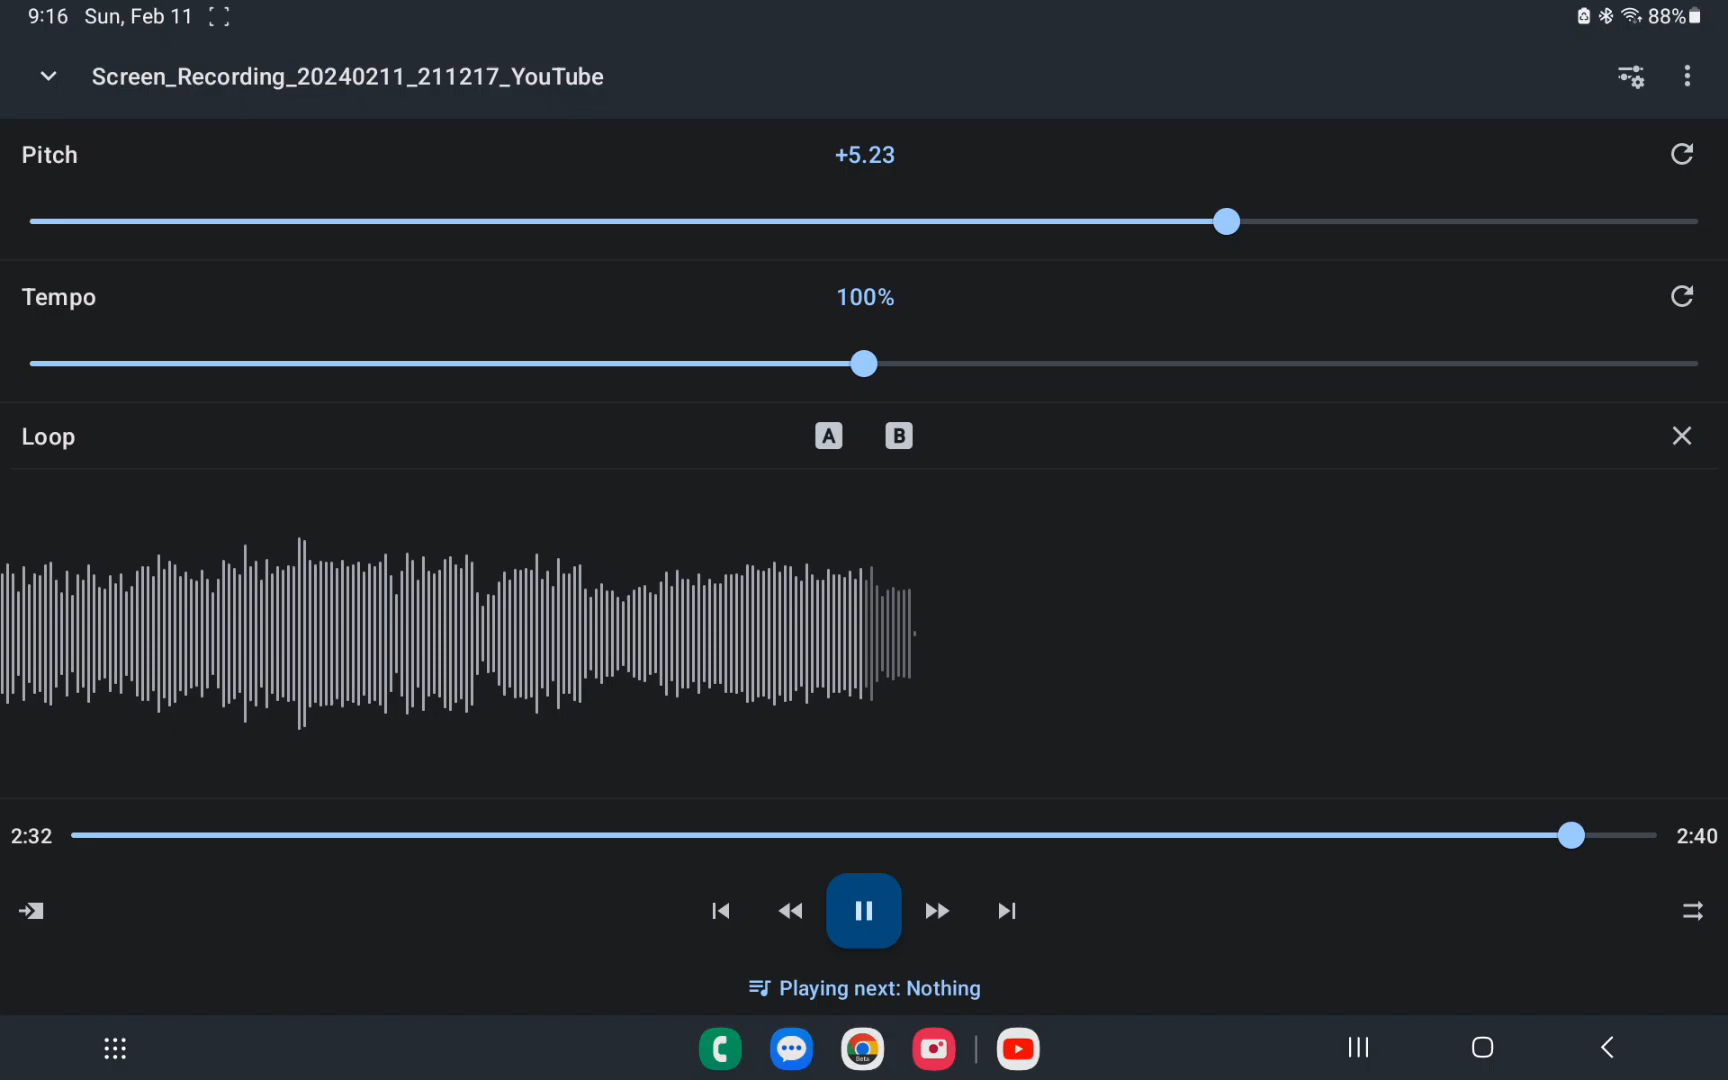 9:16 Sun, Feb 11
88%
Screen_Recording_20240211_211217_YouTube
Pitch
+5.23
Tempo
100%
Loop
A B
2:32
2:40
Playing next: Nothing
Beta